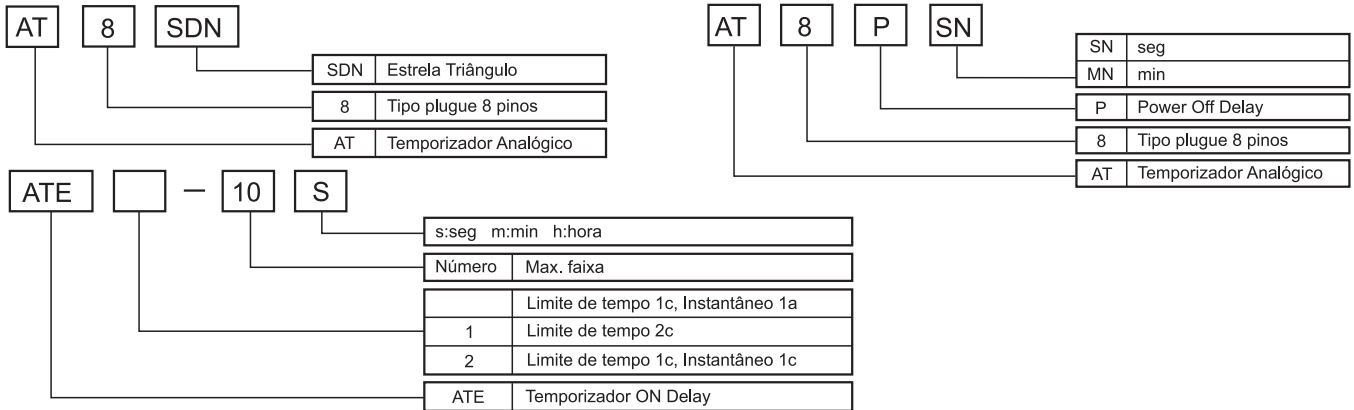 AT 8 SDN
SDN Estrela Triângulo
8 Tipo plugue 8 pinos
AT Temporizador Analógico
AT 8 P SN
SN seg
MN min
P Power Off Delay
8 Tipo plugue 8 pinos
AT Temporizador Analógico
ATE — 10 S
s:seg m:min h:hora
Número Max. faixa
Limite de tempo 1c, Instantâneo 1a
1 Limite de tempo 2c
2 Limite de tempo 1c, Instantâneo 1c
ATE Temporizador ON Delay